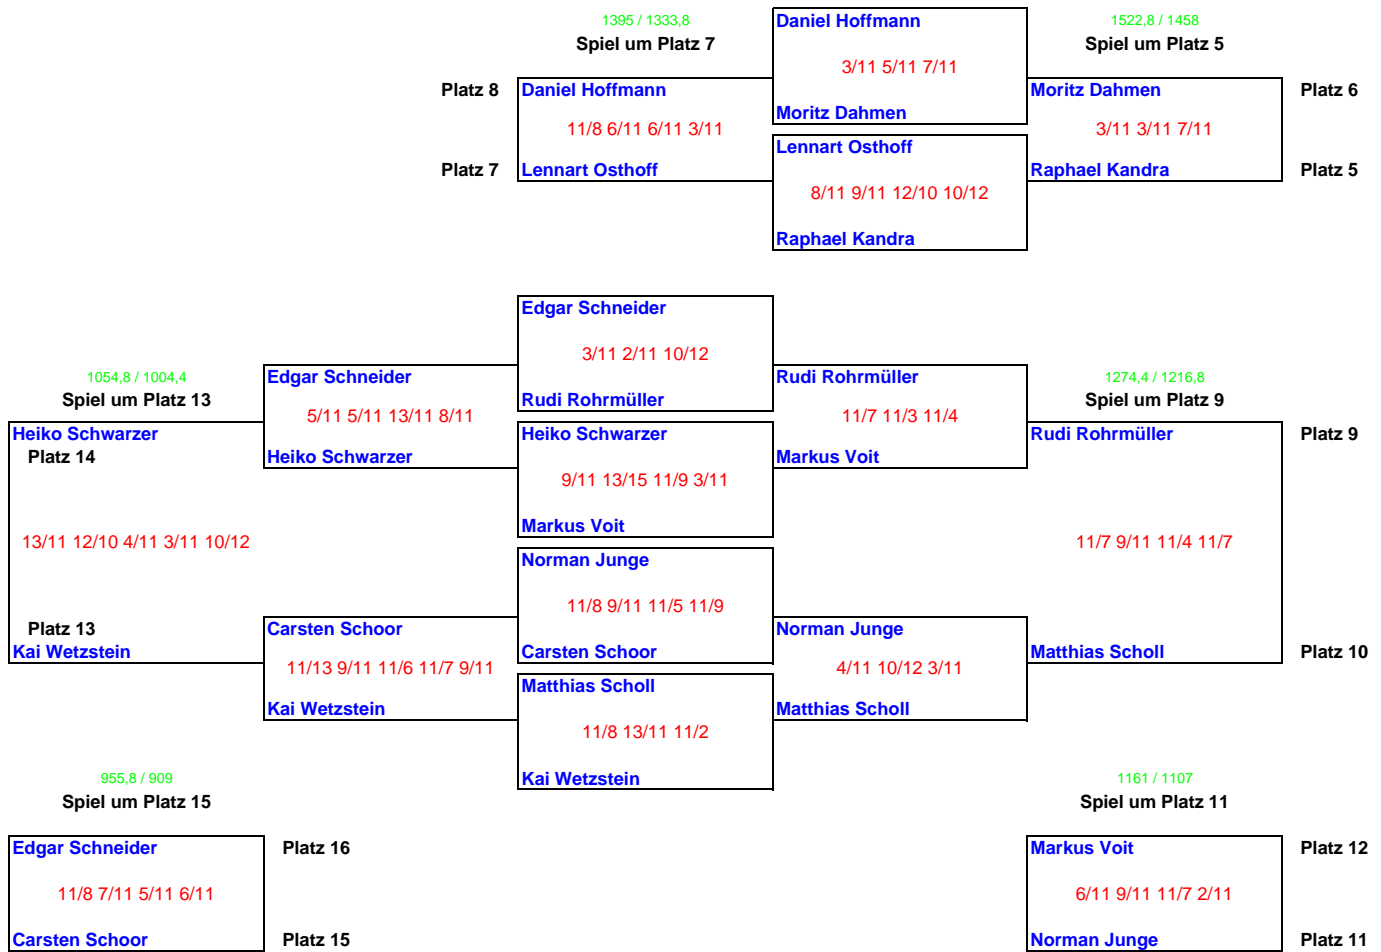 1395 / 1333,8
Daniel Hoffmann
1522,8 / 1458
Spiel um Platz 7
Spiel um Platz 5
3/11 5/11 7/11
Platz 8
Daniel Hoffmann
Moritz Dahmen
Platz 6
Moritz Dahmen
11/8 6/11 6/11 3/11
3/11 3/11 7/11
Lennart Osthoff
Platz 7
Lennart Osthoff
Raphael Kandra
Platz 5
8/11 9/11 12/10 10/12
Raphael Kandra
Edgar Schneider
3/11 2/11 10/12
1054,8 / 1004,4
Edgar Schneider
Rudi Rohrmüller
1274,4 / 1216,8
Spiel um Platz 13
Rudi Rohrmüller
Spiel um Platz 9
5/11 5/11 13/11 8/11
11/7 11/3 11/4
Heiko Schwarzer
Heiko Schwarzer
Rudi Rohrmüller
Platz 9
Platz 14
Heiko Schwarzer
Markus Voit
9/11 13/15 11/9 3/11
Markus Voit
13/11 12/10 4/11 3/11 10/12
11/7 9/11 11/4 11/7
Norman Junge
11/8 9/11 11/5 11/9
Platz 13
Carsten Schoor
Norman Junge
Kai Wetzstein
Carsten Schoor
Matthias Scholl
Platz 10
11/13 9/11 11/6 11/7 9/11
4/11 10/12 3/11
Matthias Scholl
Kai Wetzstein
Matthias Scholl
11/8 13/11 11/2
Kai Wetzstein
955,8 / 909
1161 / 1107
Spiel um Platz 15
Spiel um Platz 11
Edgar Schneider
Platz 16
Markus Voit
Platz 12
11/8 7/11 5/11 6/11
6/11 9/11 11/7 2/11
Carsten Schoor
Platz 15
Norman Junge
Platz 11